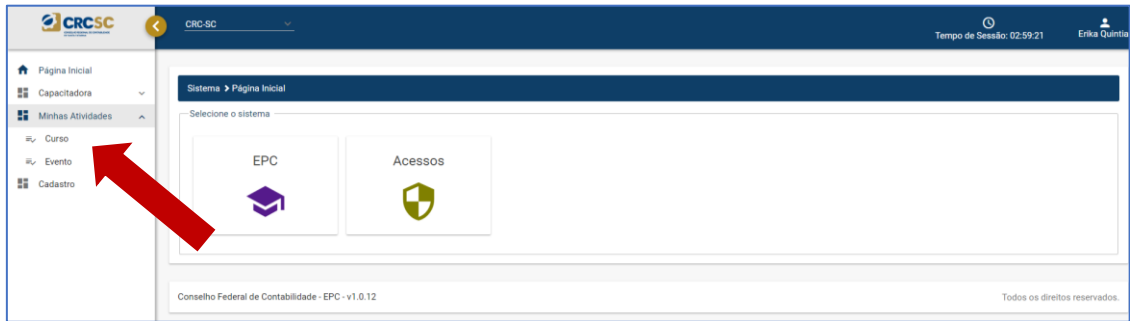 CRCSC
CRC-SC
Tempo de Sessão: 02:59:21
Erika Quintia
Página Inicial
Capacitadora
Minhas Atividades
Curso
Evento
Cadastro
Sistema > Página Inicial
Selecione o sistema
EPC
Acessos
Conselho Federal de Contabilidade - EPC - v1.0.12
Todos os direitos reservados.